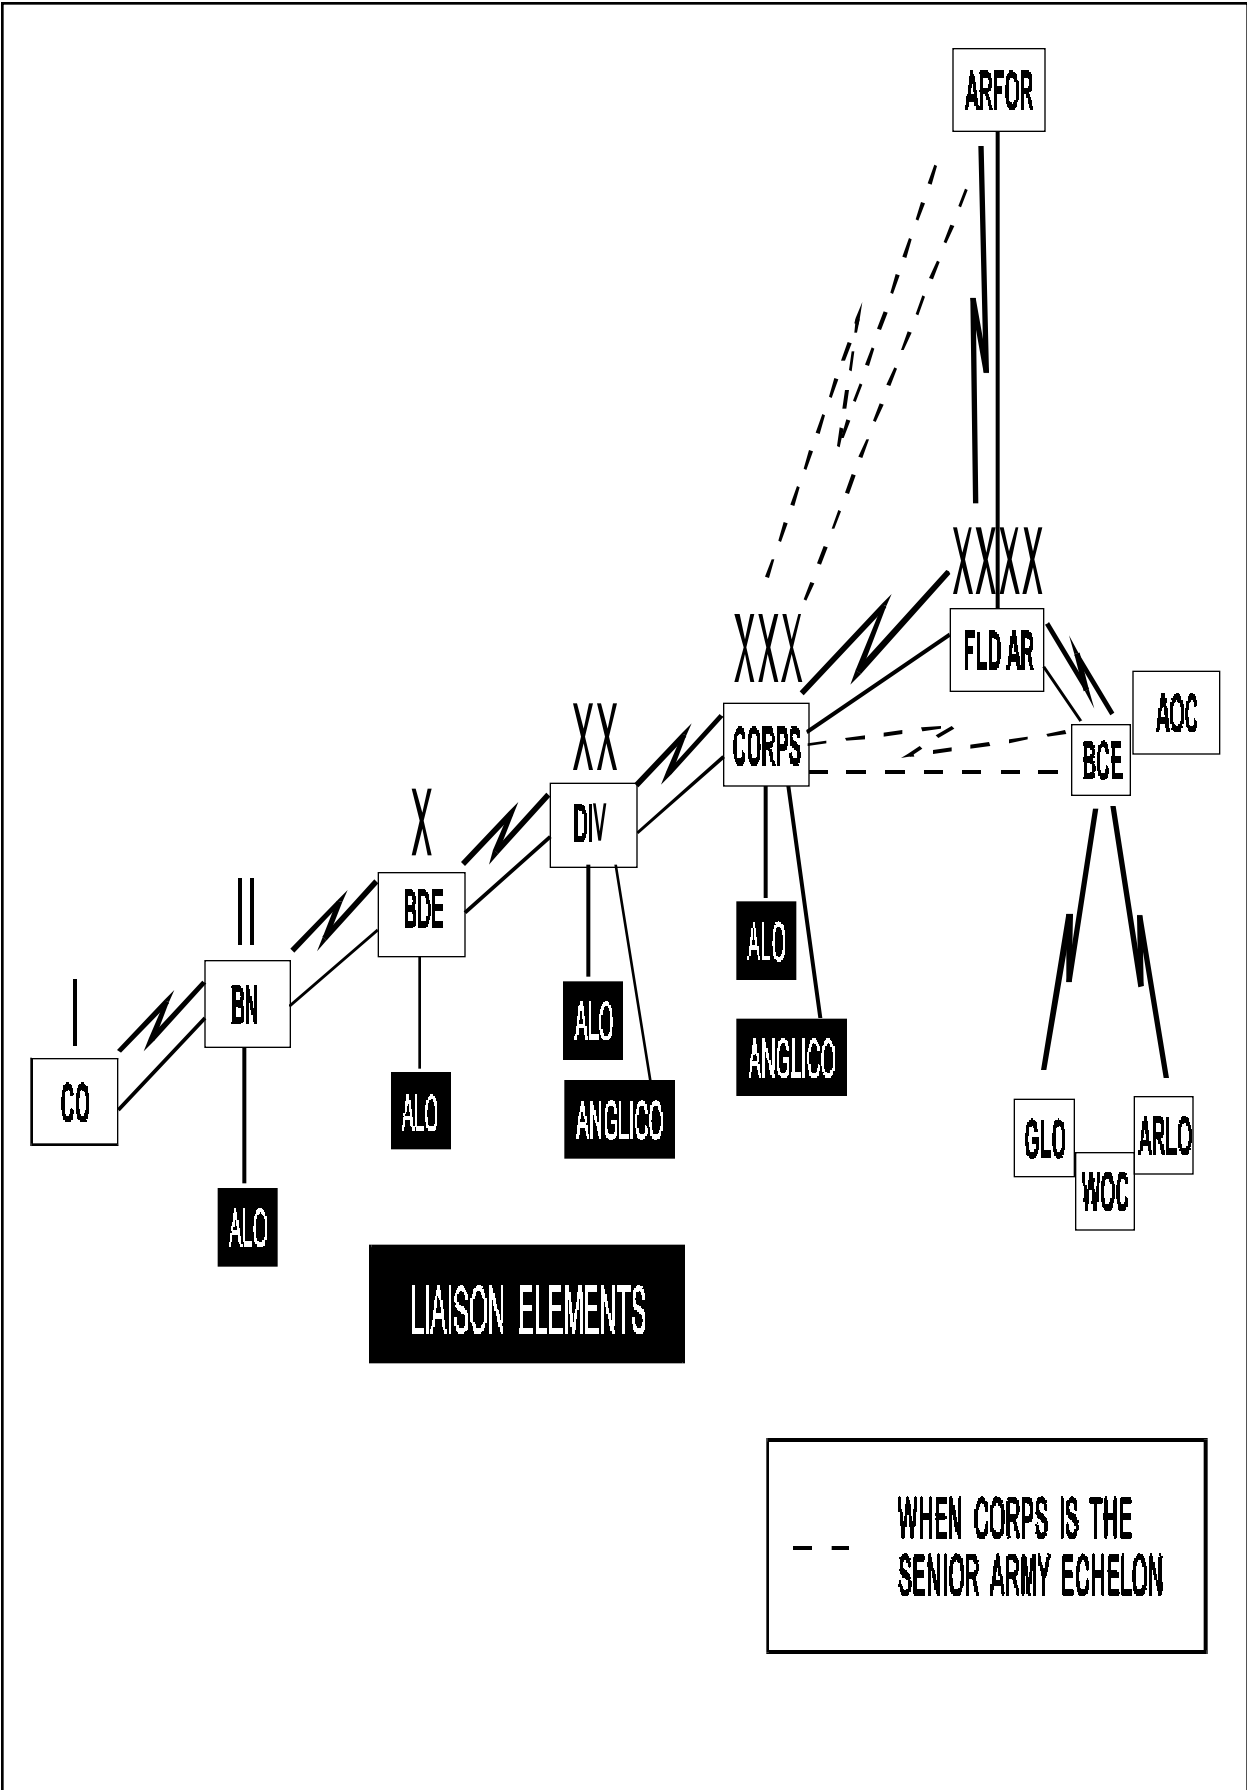 ARFOR
XXXX
FLD AR
XXX
CORPS
AOC
BCE
XX
DIV
X
BDE
II
BN
I
CO
ALO
ANGLICO
ALO
ANGLICO
ALO
ALO
GLO
ARLO
WOC
LIAISON ELEMENTS
WHEN CORPS IS THE
SENIOR ARMY ECHELON